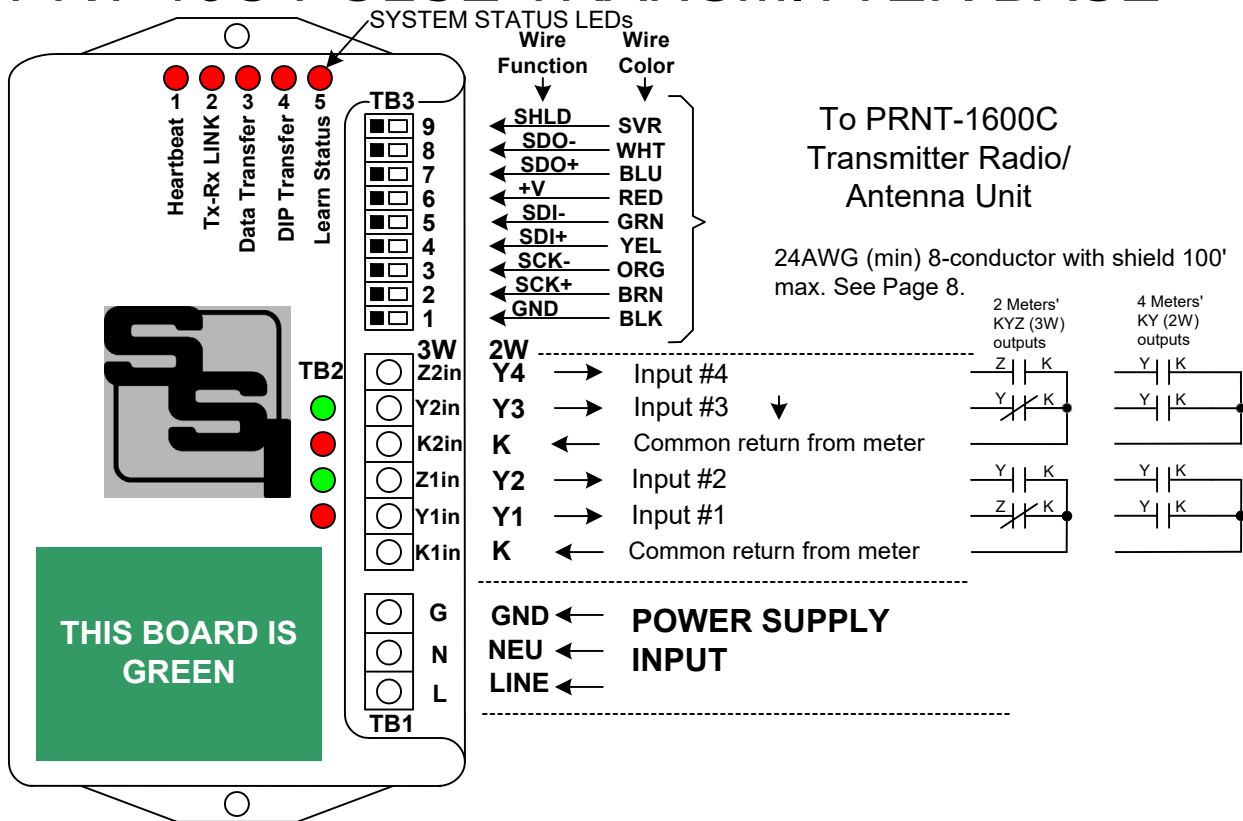 SYSTEM STATUS LEDs
Wire Function
Wire Color
1 2 3 4 5
Heartbeat
Tx-Rx LINK
Data Transfer
DIP Transfer
Learn Status
TB3
9 SHLD SVR
8 SDO- WHT
7 SDO+ BLU
6 +V RED
5 SDI- GRN
4 SDI+ YEL
3 SCK- ORG
2 SCK+ BRN
1 GND BLK
To PRNT-1600C
Transmitter Radio/
Antenna Unit
24AWG (min) 8-conductor with shield 100'
max. See Page 8.
2 Meters'
KYZ (3W)
outputs
4 Meters'
KY (2W)
outputs
SSI
TB2
3W 2W
Z2in Y4 Input #4 Z K Y K
Y2in Y3 Input #3 Y K Y K
K2in K Common return from meter
Z1in Y2 Input #2 Y K Y K
Y1in Y1 Input #1 Z K Y K
K1in K Common return from meter
THIS BOARD IS
GREEN
G GND
N NEU
L LINE
POWER SUPPLY
INPUT
TB1